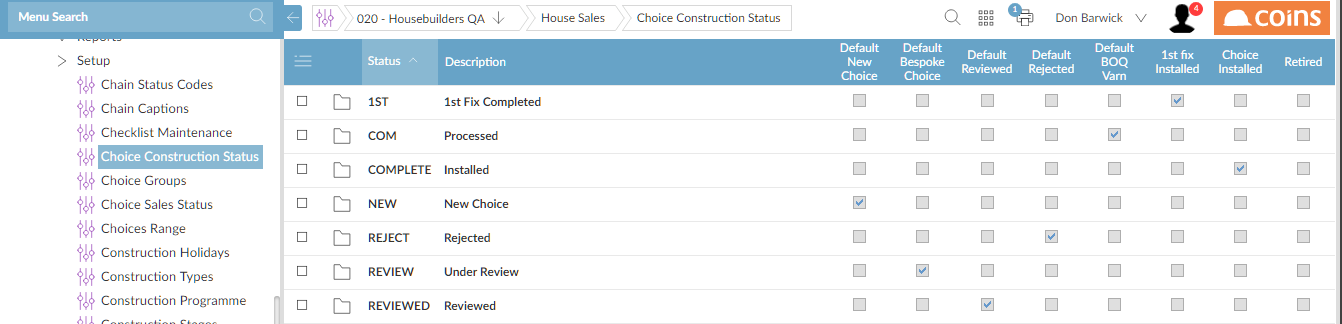 Menu Search
020 - Housebuilders QA
House Sales
Choice Construction Status
1
Don Barwick
4
coins
Reports
Setup
Chain Status Codes
Chain Captions
Checklist Maintenance
Choice Construction Status
Choice Groups
Choice Sales Status
Choices Range
Construction Holidays
Construction Types
Construction Programme
Construction Stages
Status Description Default New Choice Default Bespoke Choice Default Reviewed Default Rejected Default BOQ Varn 1st fix Installed Choice Installed Retired
1ST 1st Fix Completed
COM Processed
COMPLETE Installed
NEW New Choice
REJECT Rejected
REVIEW Under Review
REVIEWED Reviewed